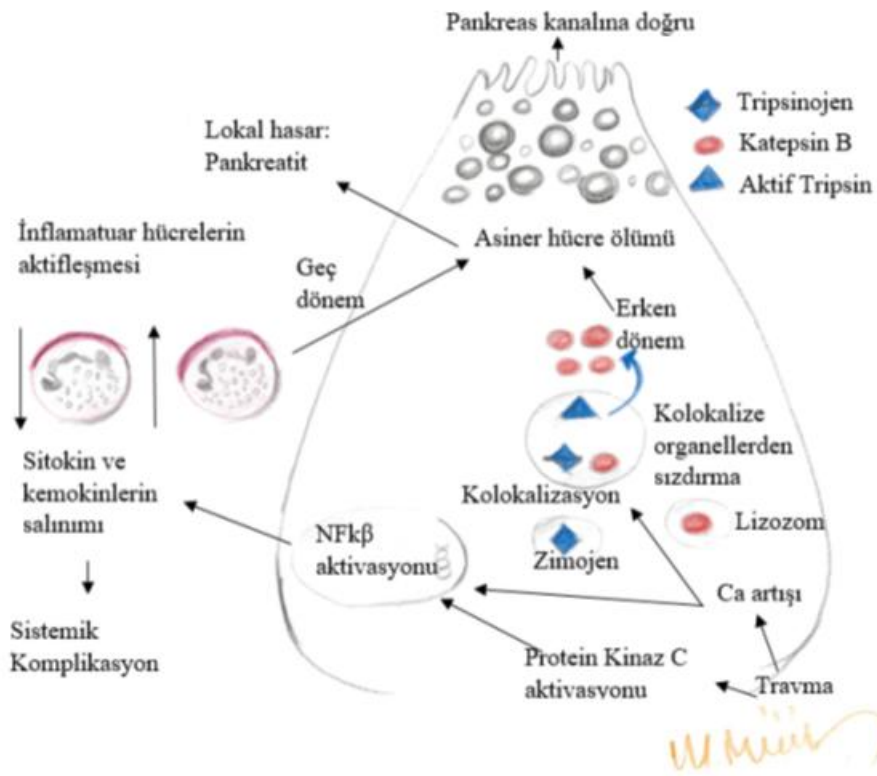 Pankreas kanalına doğru
Tripsinojen
Katepsin B
Aktif Tripsin
Lokal hasar:
Pankreatit
Asiner hücre ölümü
İnflamatuar hücrelerin
aktifleşmesi
Geç
dönem
Erken
dönem
Kolokalize
organellerden
sızdırma
Sitokin ve
kemokinlerin
salınımı
Kolokalizasyon
Lizozom
NFkβ
aktivasyonu
Zimojen
Ca artışı
Sistemik
Komplikasyon
Protein Kinaz C
aktivasyonu
Travma